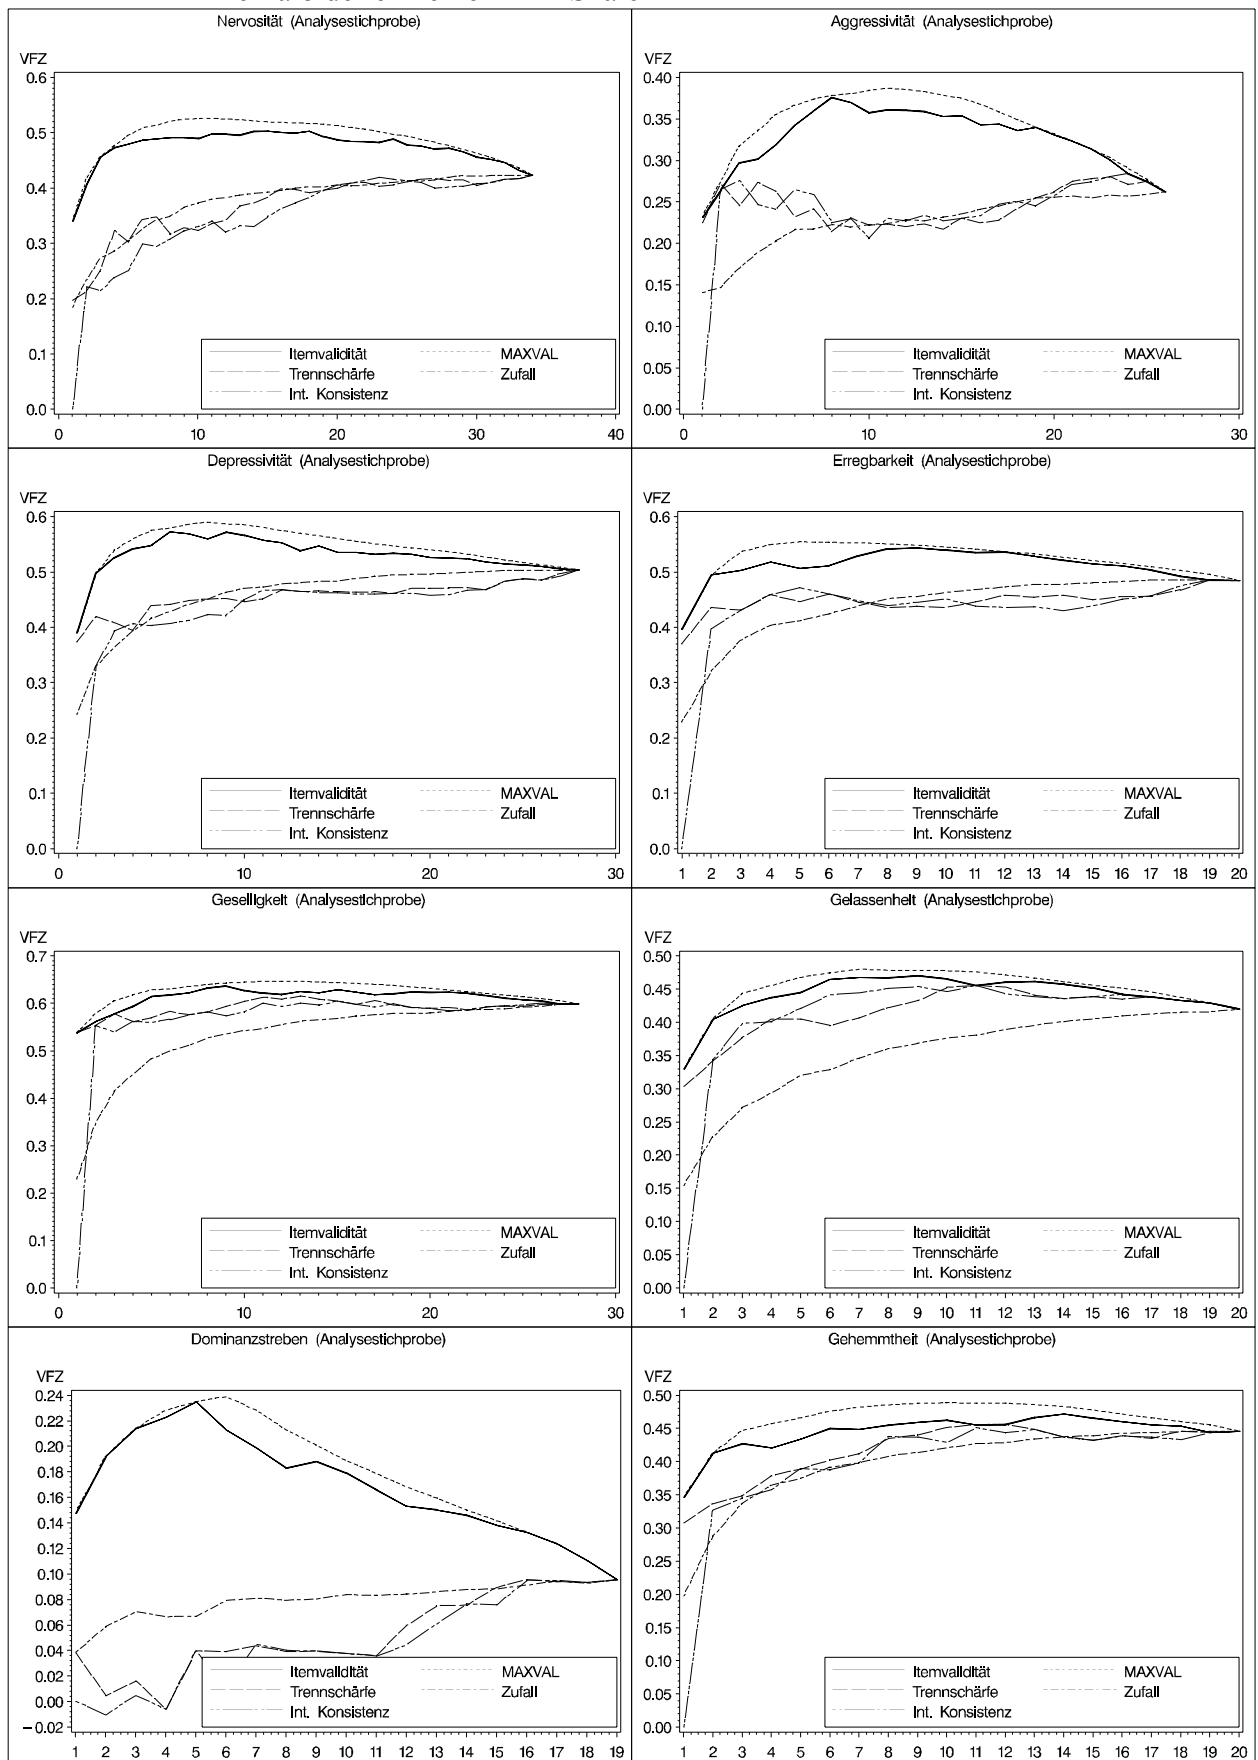 Nervosität (Analysestichprobe)
VFZ
0.6
0.5
0.4
0.3
0.2
0.1
0.0
0 10 20 30 40
Itemvalidität MAXVAL
Trennschärfe Zufall
Int. Konsistenz
Aggressivität (Analysestichprobe)
VFZ
0.40
0.35
0.30
0.25
0.20
0.15
0.10
0.05
0.00
0 10 20 30
Itemvalidität MAXVAL
Trennschärfe Zufall
Int. Konsistenz
Depressivität (Analysestichprobe)
VFZ
0.6
0.5
0.4
0.3
0.2
0.1
0.0
0 10 20 30
Itemvalidität MAXVAL
Trennschärfe Zufall
Int. Konsistenz
Erregbarkeit (Analysestichprobe)
VFZ
0.6
0.5
0.4
0.3
0.2
0.1
0.0
1 2 3 4 5 6 7 8 9 10 11 12 13 14 15 16 17 18 19 20
Itemvalidität MAXVAL
Trennschärfe Zufall
Int. Konsistenz
Geselligkeit (Analysestichprobe)
VFZ
0.7
0.6
0.5
0.4
0.3
0.2
0.1
0.0
0 10 20 30
Itemvalidität MAXVAL
Trennschärfe Zufall
Int. Konsistenz
Gelassenheit (Analysestichprobe)
VFZ
0.50
0.45
0.40
0.35
0.30
0.25
0.20
0.15
0.10
0.05
0.00
1 2 3 4 5 6 7 8 9 10 11 12 13 14 15 16 17 18 19 20
Itemvalidität MAXVAL
Trennschärfe Zufall
Int. Konsistenz
Dominanzstreben (Analysestichprobe)
VFZ
0.24
0.22
0.20
0.18
0.16
0.14
0.12
0.10
0.08
0.06
0.04
0.02
0.00
−0.02
1 2 3 4 5 6 7 8 9 10 11 12 13 14 15 16 17 18 19
Itemvalidität MAXVAL
Trennschärfe Zufall
Int. Konsistenz
Gehemmtheit (Analysestichprobe)
VFZ
0.50
0.45
0.40
0.35
0.30
0.25
0.20
0.15
0.10
0.05
0.00
1 2 3 4 5 6 7 8 9 10 11 12 13 14 15 16 17 18 19 20
Itemvalidität MAXVAL
Trennschärfe Zufall
Int. Konsistenz